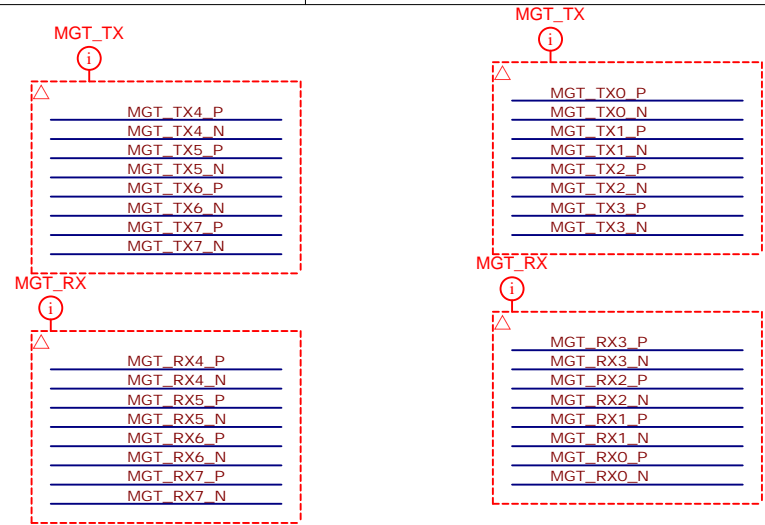 MGT_TX
i
MGT_TX4_P
MGT_TX4_N
MGT_TX5_P
MGT_TX5_N
MGT_TX6_P
MGT_TX6_N
MGT_TX7_P
MGT_TX7_N
MGT_RX
i
MGT_RX4_P
MGT_RX4_N
MGT_RX5_P
MGT_RX5_N
MGT_RX6_P
MGT_RX6_N
MGT_RX7_P
MGT_RX7_N
MGT_TX
i
MGT_TX0_P
MGT_TX0_N
MGT_TX1_P
MGT_TX1_N
MGT_TX2_P
MGT_TX2_N
MGT_TX3_P
MGT_TX3_N
MGT_RX
i
MGT_RX3_P
MGT_RX3_N
MGT_RX2_P
MGT_RX2_N
MGT_RX1_P
MGT_RX1_N
MGT_RX0_P
MGT_RX0_N